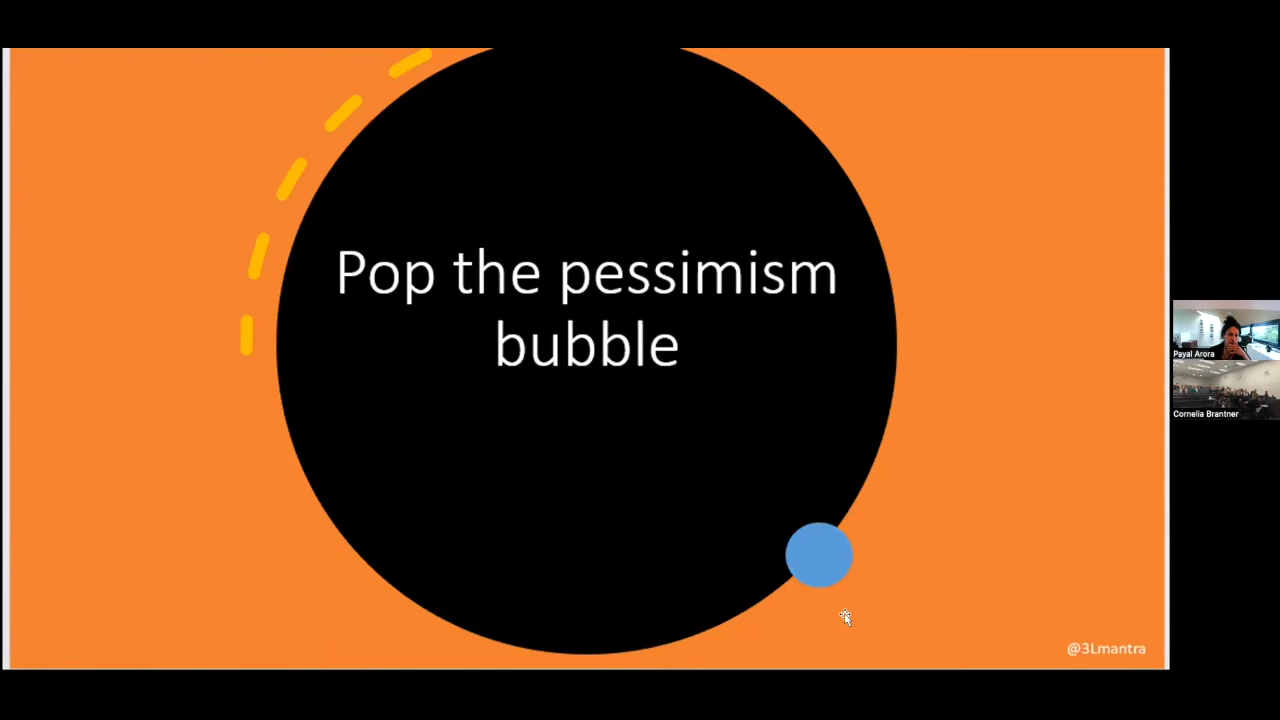 Pop the pessimism
bubble
Payal Arora
Cornelia Brantner
@3Lmantra